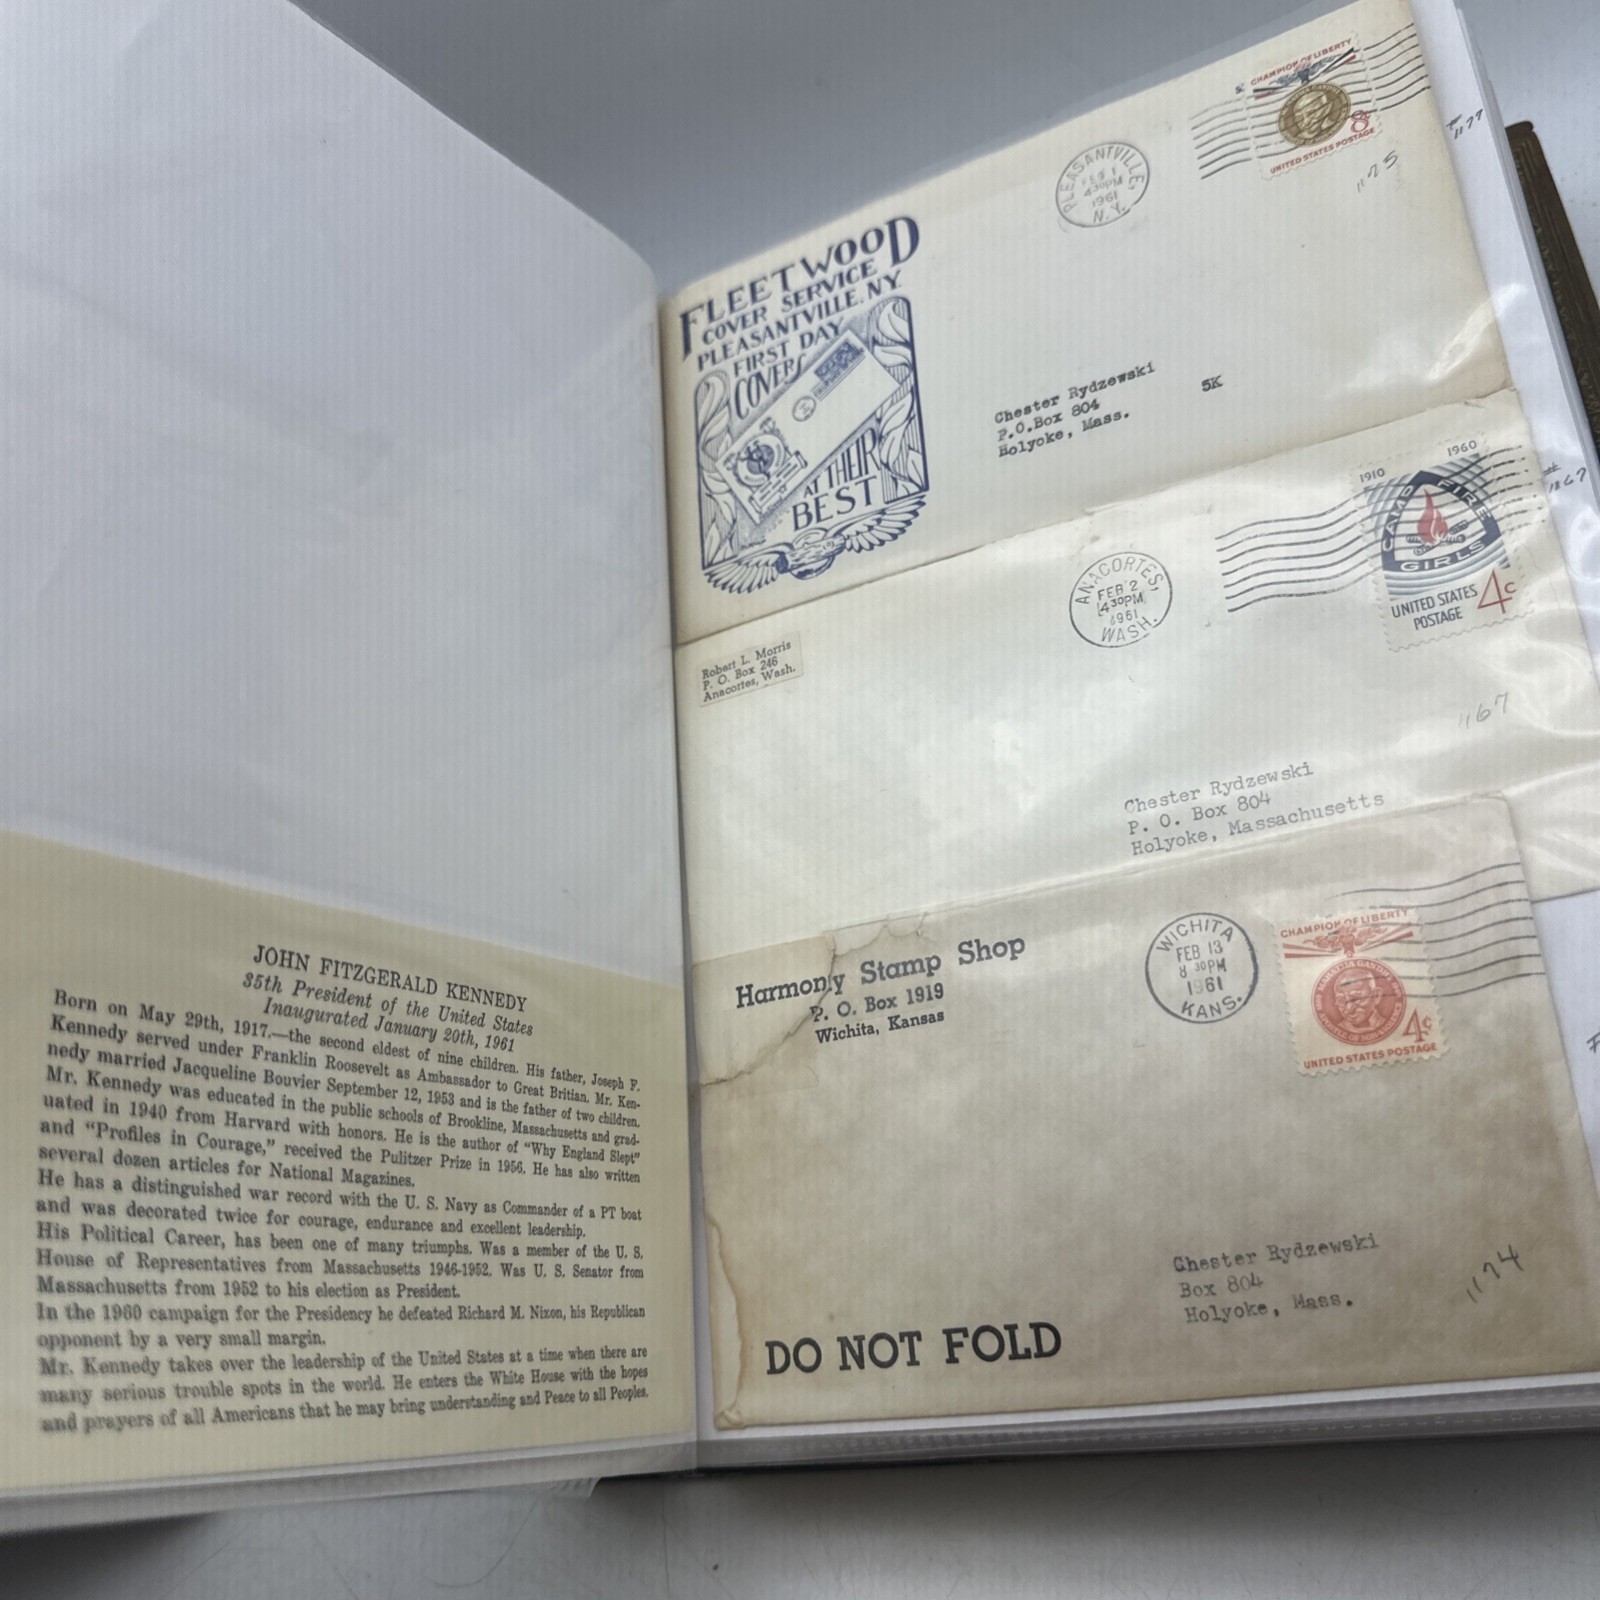 JOHN FITZGERALD KENNEDY
35th President of the United States
Inaugurated January 20th, 1961
Born on May 29th, 1917.—the second eldest of nine children. His father, Joseph F.
Kennedy served under Franklin Roosevelt as Ambassador to Great Britian. Mr. Ken-
nedy married Jacqueline Bouvier September 12, 1953 and is the father of two children.
Mr. Kennedy was educated in the public schools of Brookline, Massachusetts and grad-
uated in 1940 from Harvard with honors. He is the author of "Why England Slept"
and "Profiles in Courage," received the Pulitzer Prize in 1956. He has also written
several dozen articles for National Magazines.
He has a distinguished war record with the U. S. Navy as Commander of a PT boat
and was decorated twice for courage, endurance and excellent leadership.
His Political Career, has been one of many triumphs. Was a member of the U. S.
House of Representatives from Massachusetts 1946-1952. Was U. S. Senator from
Massachusetts from 1952 to his election as President.
In the 1960 campaign for the Presidency he defeated Richard M. Nixon, his Republican
opponent by a very small margin.
Mr. Kennedy takes over the leadership of the United States at a time when there are
many serious trouble spots in the world. He enters the White House with the hopes
and prayers of all Americans that he may bring understanding and Peace to all Peoples.
FLEETWOOD
COVER SERVICE
PLEASANTVILLE, N.Y.
FIRST DAY
COVERS
AT THEIR
BEST
PLEASANTVILLE,
FEB 1
430PM
1961
N.Y.
CHAMPION OF LIBERTY
8c
UNITED STATES POSTAGE
1175
Chester Rydzewski
P.O.Box 804
Holyoke, Mass.
5K
Robert L. Morris
P. O. Box 246
Anacortes, Wash.
ANACORTES,
FEB 2
430PM
1961
WASH.
1910 1960
CAMP FIRE
GIRLS
UNITED STATES
POSTAGE
4c
1167
1167
Chester Rydzewski
P. O. Box 804
Holyoke, Massachusetts
Harmony Stamp Shop
P. O. Box 1919
Wichita, Kansas
WICHITA
FEB 13
8 30PM
1961
KANS.
CHAMPION OF LIBERTY
MAHATMA GANDHI
4c
UNITED STATES POSTAGE
Chester Rydzewski
Box 804
Holyoke, Mass.
1174
DO NOT FOLD